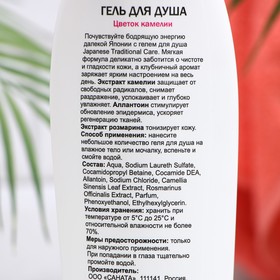 ГЕЛЬ ДЛЯ ДУША
Цветок камелии
Почувствуйте бодрящую энергию
далекой Японии с гелем для душа
Japanese Traditional Care. Мягкая
формула деликатно заботится о чистоте
и гладкости кожи, а клубничный аромат
заряжает ярким настроением на весь
день. Экстракт камелии защищает от
свободных радикалов, снимает
раздражение, успокаивает и глубоко
увлажняет. Аллантоин стимулирует
обновление эпидермиса.
Экстракт розмарина тонизирует кожу.
Способ применения: нанесите
небольшое количество геля для душа на
влажное тело или мочалку, вспеньте и
смойте водой.
Состав: Aqua, Sodium Laureth Sulfate,
Cocamidopropyl Betaine, Cocamide DEA,
Allantoin, Sodium Chloride, Camellia
Sinensis Leaf Extract, Rosmarinus
Officinalis Extract, Parfum,
Phenoxyethanol, Ethylhexylglycerin.
Условия хранения: хранить при
температуре от 5°С до 25°С и
относительной влажности не более
70%.
Меры предосторожности: только
для наружного применения.
При попадании в глаза тщательно
промыть водой.
Производитель:
ООО «САНАТА», Россия,